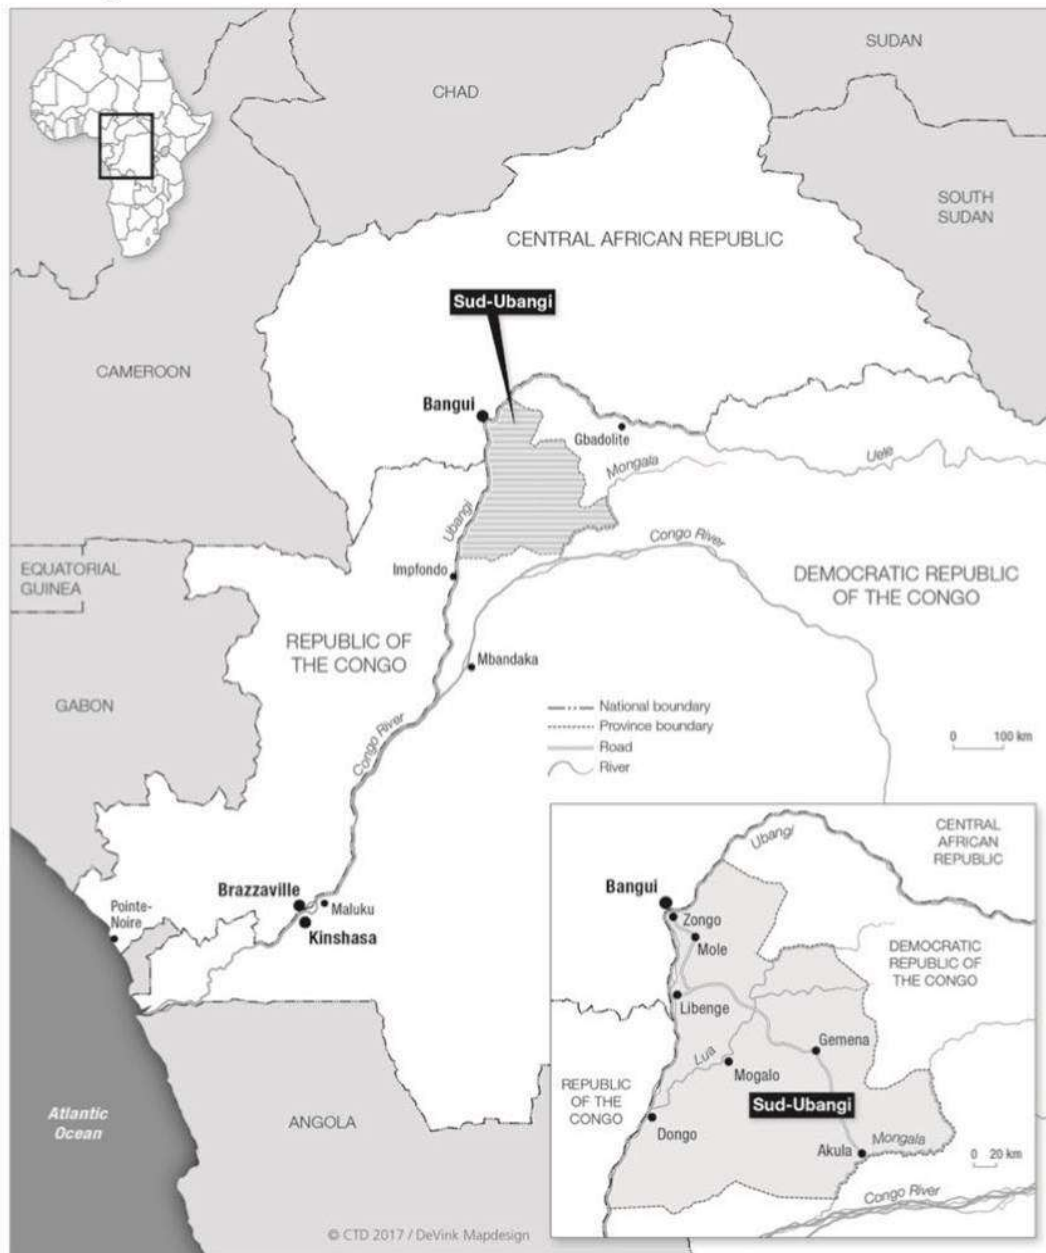 SUDAN
CHAD
SOUTH
SUDAN
CENTRAL AFRICAN REPUBLIC
Sud-Ubangi
CAMEROON
Bangui
Gbadolite
Mongala
Uele
Ubangi
Congo River
EQUATORIAL
GUINEA
Impfondo
DEMOCRATIC REPUBLIC
OF THE CONGO
REPUBLIC OF
THE CONGO
Mbandaka
GABON
National boundary
Province boundary
Road
River
0 100 km
Congo River
Brazzaville
Maluku
Kinshasa
Pointe-
Noire
Atlantic
Ocean
ANGOLA
© CTD 2017 / DeVink Mapdesign
Ubangi
CENTRAL
AFRICAN
REPUBLIC
Bangui
Zongo
Mole
DEMOCRATIC
REPUBLIC OF
THE CONGO
Libenge
Gemena
Lua
Mogalo
REPUBLIC
OF THE
CONGO
Sud-Ubangi
Dongo
Akula
Mongala
0 20 km
Congo River